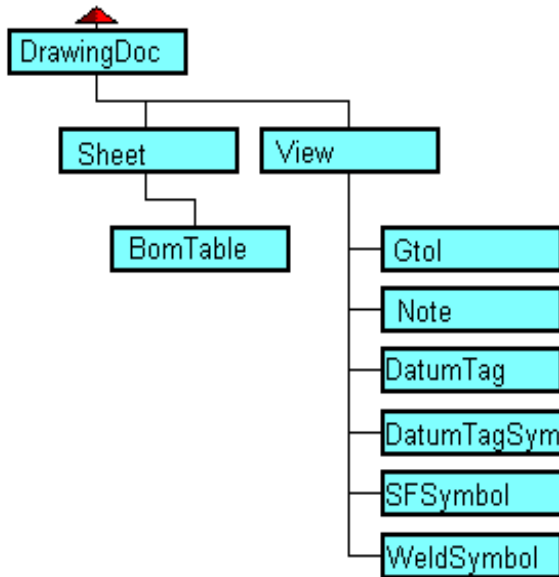 DrawingDoc
Sheet
View
BomTable
Gtol
Note
DatumTag
DatumTagSym
SFSymbol
WeldSymbol